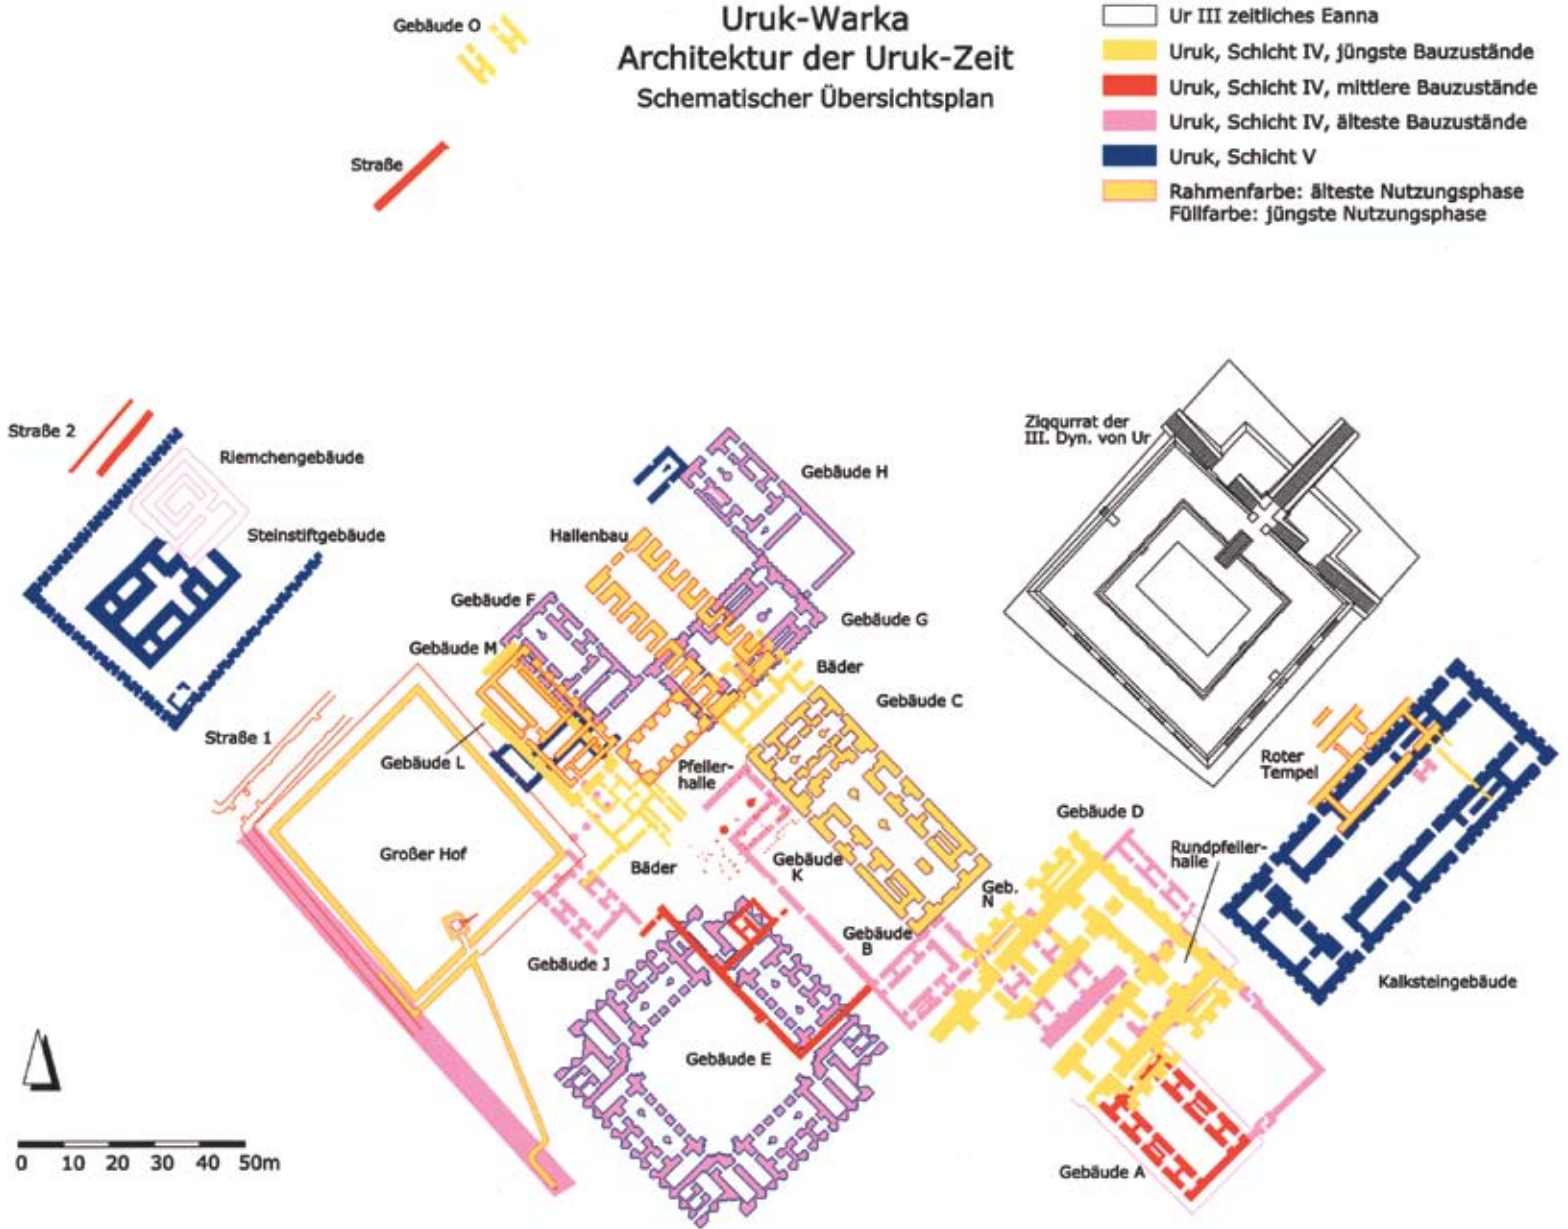 Uruk-Warka
Architektur der Uruk-Zeit
Schematischer Übersichtsplan
Ur III zeitliches Eanna
Uruk, Schicht IV, jüngste Bauzustände
Uruk, Schicht IV, mittlere Bauzustände
Uruk, Schicht IV, älteste Bauzustände
Uruk, Schicht V
Rahmenfarbe: älteste Nutzungsphase
Füllfarbe: jüngste Nutzungsphase
Gebäude O
Straße
Straße 2
Riemchengebäude
Steinstiftgebäude
Ziqqurrat der
III. Dyn. von Ur
Gebäude H
Hallenbau
Gebäude F
Gebäude G
Gebäude M
Bäder
Gebäude C
Straße 1
Gebäude L
Pfeiler-
halle
Roter
Tempel
Gebäude D
Rundpfeiler-
halle
Großer Hof
Bäder
Gebäude
K
Geb.
N
Gebäude
B
Gebäude J
Kalksteingebäude
Gebäude E
Gebäude A
0 10 20 30 40 50m